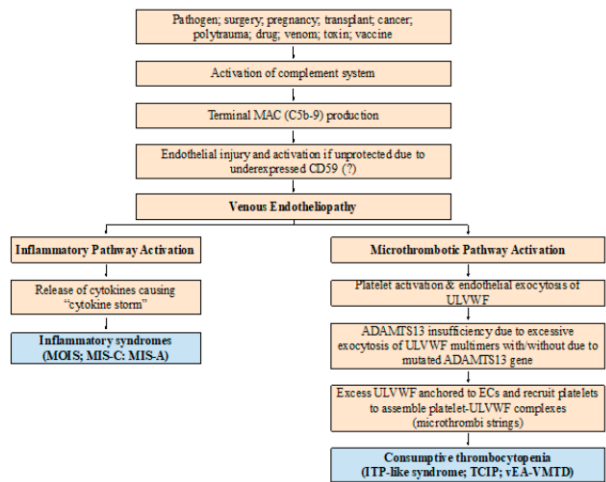 Pathogen; surgery; pregnancy; transplant; cancer;
polytrauma; drug; venom; toxin; vaccine
Activation of complement system
Terminal MAC (C5b-9) production
Endothelial injury and activation if unprotected due to
underexpressed CD59 (?)
Venous Endotheliopathy
Inflammatory Pathway Activation
Release of cytokines causing
"cytokine storm"
Inflammatory syndromes
(MOIS; MIS-C: MIS-A)
Microthrombotic Pathway Activation
Platelet activation & endothelial exocytosis of
ULVWF
ADAMTS13 insufficiency due to excessive
exocytosis of ULVWF multimers with/without due to
mutated ADAMTS13 gene
Excess ULVWF anchored to ECs and recruit platelets
to assemble platelet-ULVWF complexes
(microthrombi strings)
Consumptive thrombocytopenia
(ITP-like syndrome; TCIP; vEA-VMTD)